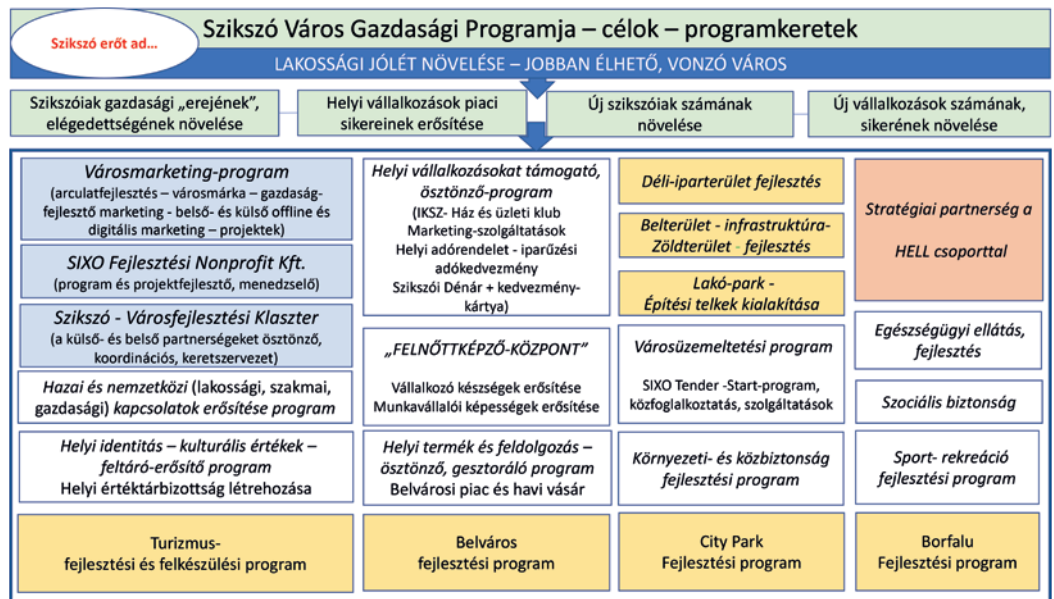 Szikszó erőt ad...
Szikszó Város Gazdasági Programja – célok – programkeretek
LAKOSSÁGI JÓLÉT NÖVELÉSE – JOBBAN ÉLHETŐ, VONZÓ VÁROS
Szikszóiak gazdasági „erejének",
elégedettségének növelése
Helyi vállalkozások piaci
sikereinek erősítése
Új szikszóiak számának
növelése
Új vállalkozások számának,
sikerének növelése
Városmarketing-program
(arculatfejlesztés – városmárka – gazdaság-
fejlesztő marketing - belső- és külső offline és
digitális marketing – projektek)
SIXO Fejlesztési Nonprofit Kft.
(program és projektfejlesztő, menedzselő)
Szikszó - Városfejlesztési Klaszter
(a külső- és belső partnerségeket ösztönző,
koordinációs, keretszervezet)
Hazai és nemzetközi (lakossági, szakmai,
gazdasági) kapcsolatok erősítése program
Helyi identitás – kulturális értékek –
feltáró-erősítő program
Helyi értéktárbizottság létrehozása
Turizmus-
fejlesztési és felkészülési program
Helyi vállalkozásokat támogató,
ösztönző-program
(IKSZ- Ház és üzleti klub
Marketing-szolgáltatások
Helyi adórendelet - iparűzési
adókedvezmény
Szikszói Dénár + kedvezmény-
kártya)
„FELNŐTTKÉPZŐ-KÖZPONT"
Vállalkozó készségek erősítése
Munkavállalói képességek erősítése
Helyi termék és feldolgozás –
ösztönző, gesztoráló program
Belvárosi piac és havi vásár
Belváros
fejlesztési program
Déli-iparterület fejlesztés
Belterület - infrastruktúra-
Zöldterület - fejlesztés
Lakó-park -
Építési telkek kialakítása
Városüzemeltetési program
SIXO Tender -Start-program,
közfoglalkoztatás, szolgáltatások
Környezeti- és közbiztonság
fejlesztési program
City Park
Fejlesztési program
Stratégiai partnerség a
HELL csoporttal
Egészségügyi ellátás,
fejlesztés
Szociális biztonság
Sport- rekreáció
fejlesztési program
Borfalu
Fejlesztési program